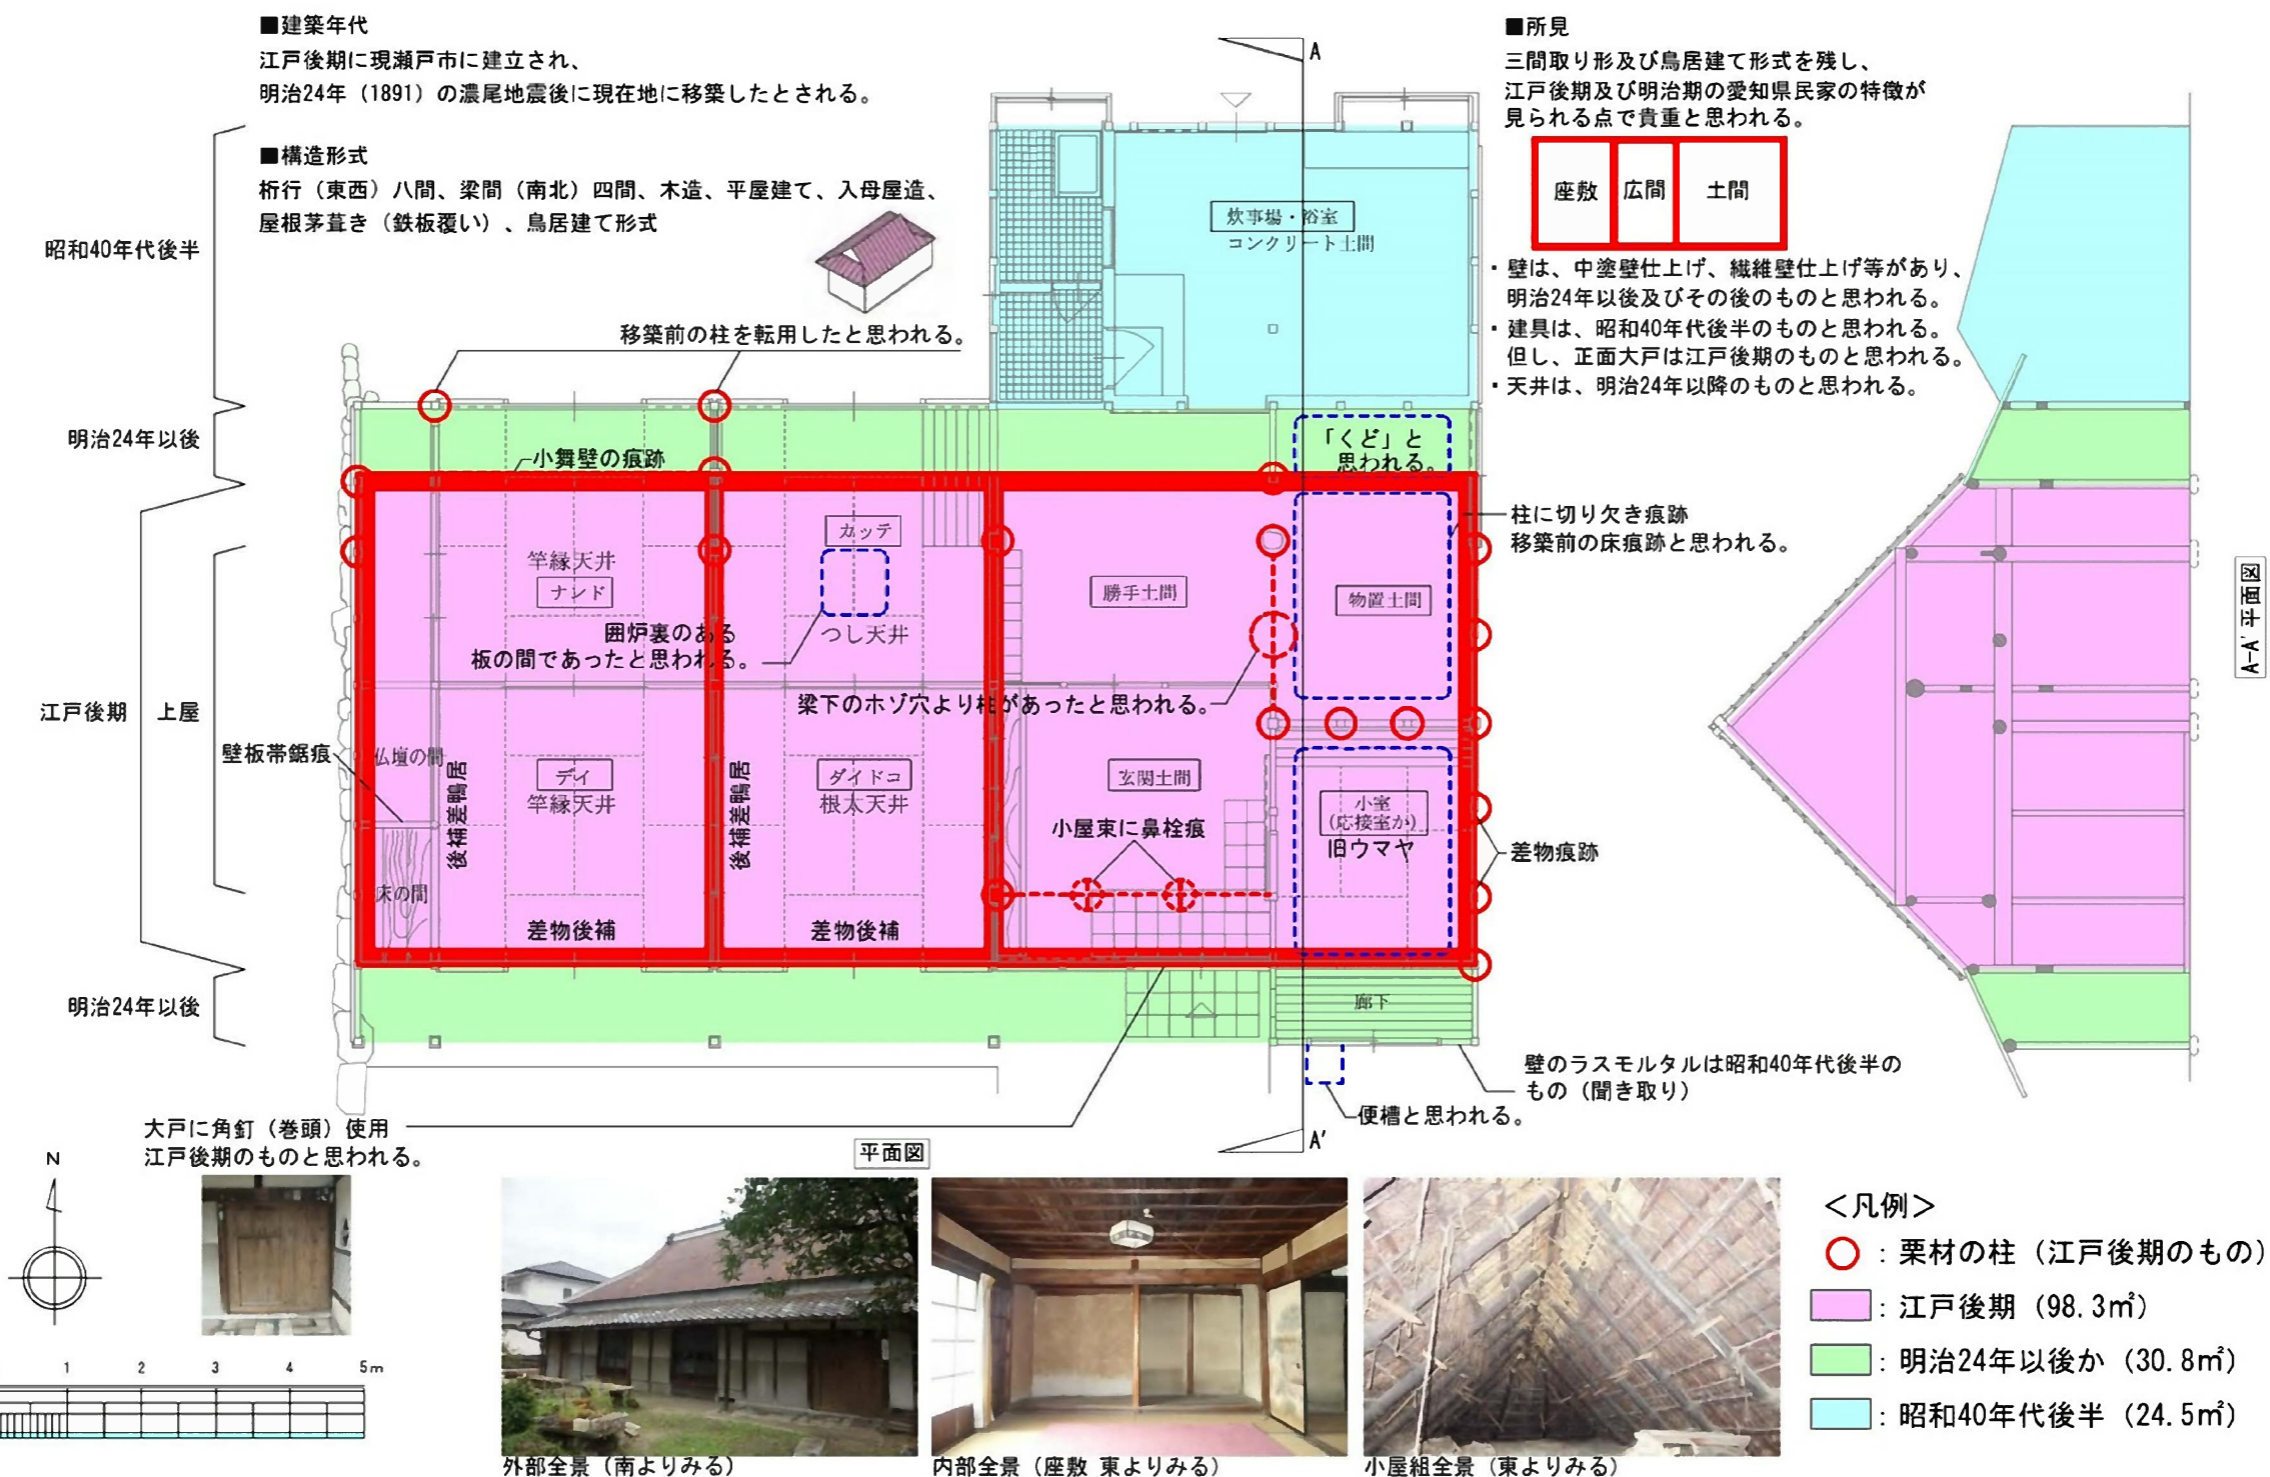 ■建築年代
江戸後期に現瀬戸市に建立され、
明治24年（1891）の濃尾地震後に現在地に移築したとされる。
■構造形式
桁行（東西）八間、梁間（南北）四間、木造、平屋建て、入母屋造、
屋根茅葺き（鉄板覆い）、鳥居建て形式
■所見
三間取り形及び鳥居建て形式を残し、
江戸後期及び明治期の愛知県民家の特徴が
見られる点で貴重と思われる。
座敷 広間 土間
・壁は、中塗壁仕上げ、繊維壁仕上げ等があり、
明治24年以後及びその後のものと思われる。
・建具は、昭和40年代後半のものと思われる。
但し、正面大戸は江戸後期のものと思われる。
・天井は、明治24年以降のものと思われる。
A
炊事場・浴室
コンクリート土間
昭和40年代後半
移築前の柱を転用したと思われる。
明治24年以後
小舞壁の痕跡
「くど」と
思われる。
柱に切り欠き痕跡
移築前の床痕跡と思われる。
カッテ
竿縁天井
ナンド
勝手土間
物置土間
囲炉裏のある
板の間であったと思われる。
つし天井
梁下のホゾ穴より柱があったと思われる。
江戸後期
上屋
壁板帯鋸痕
仏壇の間
後補差鴨居
デイ
竿縁天井
後補差鴨居
ダイドコ
根太天井
玄関土間
小屋束に鼻栓痕
小室
（応接室か）
旧ウマヤ
差物痕跡
床の間
差物後補
差物後補
明治24年以後
廊下
壁のラスモルタルは昭和40年代後半の
もの（聞き取り）
便槽と思われる。
A'
A-A' 平面図
大戸に角釘（巻頭）使用
江戸後期のものと思われる。
平面図
N
1 2 3 4 5m
外部全景（南よりみる）
内部全景（座敷 東よりみる）
小屋組全景（東よりみる）
＜凡例＞
：栗材の柱（江戸後期のもの）
：江戸後期（98.3㎡）
：明治24年以後か（30.8㎡）
：昭和40年代後半（24.5㎡）